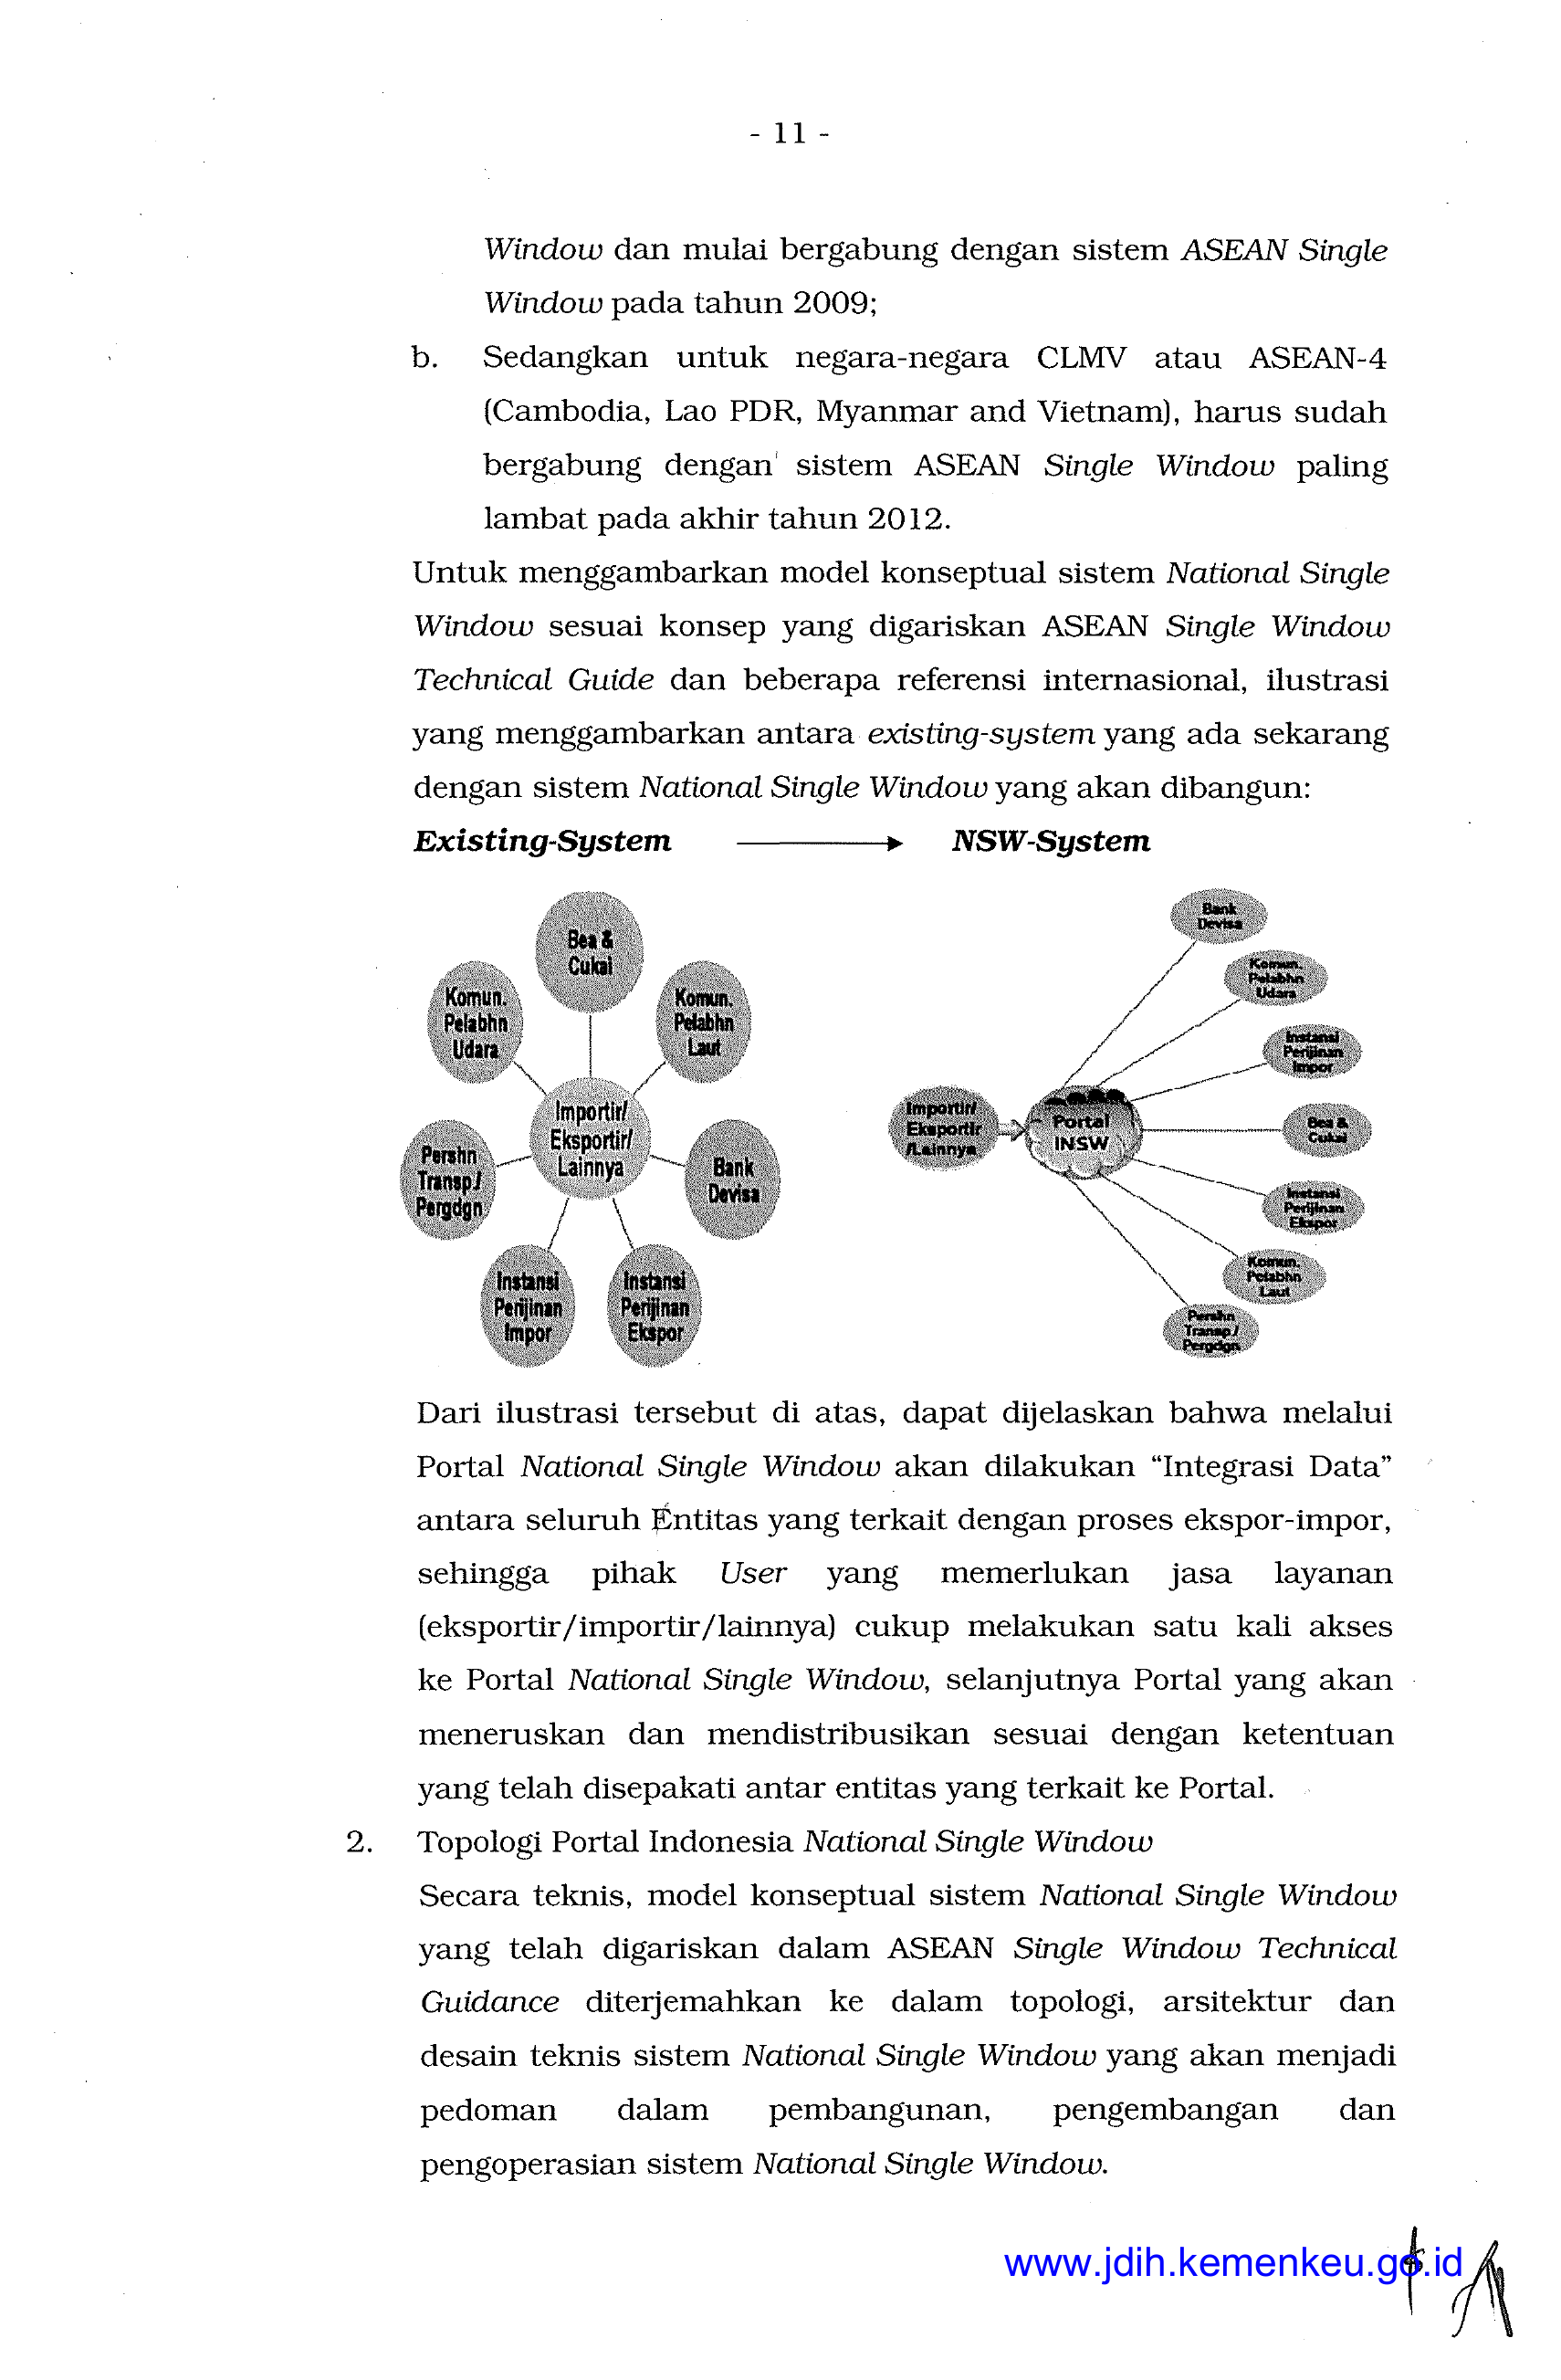 - 11 -
Window dan mulai bergabung dengan sistem ASEAN Single
Window pada tahun 2009;
b. Sedangkan untuk negara-negara CLMV atau ASEAN-4
(Cambodia, Lao PDR, Myanmar and Vietnam), harus sudah
bergabung dengan sistem ASEAN Single Window paling
lambat pada akhir tahun 2012.
Untuk menggambarkan model konseptual sistem National Single
Window sesuai konsep yang digariskan ASEAN Single Window
Technical Guide dan beberapa referensi internasional, ilustrasi
yang menggambarkan antara existing-system yang ada sekarang
dengan sistem National Single Window yang akan dibangun:
Existing-System NSW-System
Bea &
Cukai
Komun.
Pelabhn
Udara
Komun.
Pelabhn
Laut
Importir/
Eksportir/
Lainnya
Pershn
Transp./
Pergdgn
Bank
Devisa
Instansi
Perijinan
Impor
Instansi
Perijinan
Ekspor
Bank
Devisa
Komun.
Pelabhn
Udara
Instansi
Perijinan
Impor
Importir/
Eksportir
/Lainnya
Portal
INSW
Bea &
Cukai
Instansi
Perijinan
Ekspor
Komun.
Pelabhn
Laut
Pershn
Transp./
Pergdgn
Dari ilustrasi tersebut di atas, dapat dijelaskan bahwa melalui
Portal National Single Window akan dilakukan “Integrasi Data”
antara seluruh Entitas yang terkait dengan proses ekspor-impor,
sehingga pihak User yang memerlukan jasa layanan
(eksportir/importir/lainnya) cukup melakukan satu kali akses
ke Portal National Single Window, selanjutnya Portal yang akan
meneruskan dan mendistribusikan sesuai dengan ketentuan
yang telah disepakati antar entitas yang terkait ke Portal.
2. Topologi Portal Indonesia National Single Window
Secara teknis, model konseptual sistem National Single Window
yang telah digariskan dalam ASEAN Single Window Technical
Guidance diterjemahkan ke dalam topologi, arsitektur dan
desain teknis sistem National Single Window yang akan menjadi
pedoman dalam pembangunan, pengembangan dan
pengoperasian sistem National Single Window.
www.jdih.kemenkeu.go.id